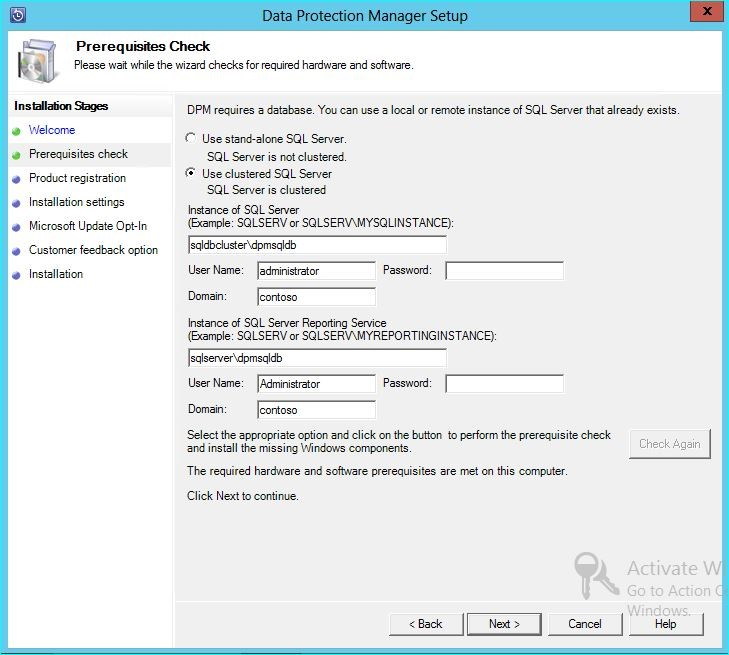 Data Protection Manager Setup
x
Prerequisites Check
Please wait while the wizard checks for required hardware and software.
Installation Stages
Welcome
Prerequisites check
Product registration
Installation settings
Microsoft Update Opt-In
Customer feedback option
Installation
DPM requires a database. You can use a local or remote instance of SQL Server that already exists.
Use stand-alone SQL Server.
SQL Server is not clustered.
Use clustered SQL Server
SQL Server is clustered
Instance of SQL Server
(Example: SQLSERV or SQLSERV\MYSQLINSTANCE):
sqldbcluster\dpmsqldb
User Name: administrator Password:
Domain: contoso
Instance of SQL Server Reporting Service
(Example: SQLSERV or SQLSERV\MYREPORTINGINSTANCE):
sqlserver\dpmsqldb
User Name: Administrator Password:
Domain: contoso
Select the appropriate option and click on the button to perform the prerequisite check
and install the missing Windows components.
Check Again
The required hardware and software prerequisites are met on this computer.
Click Next to continue.
Activate W
Go to Action C
Windows.
< Back Next > Cancel Help